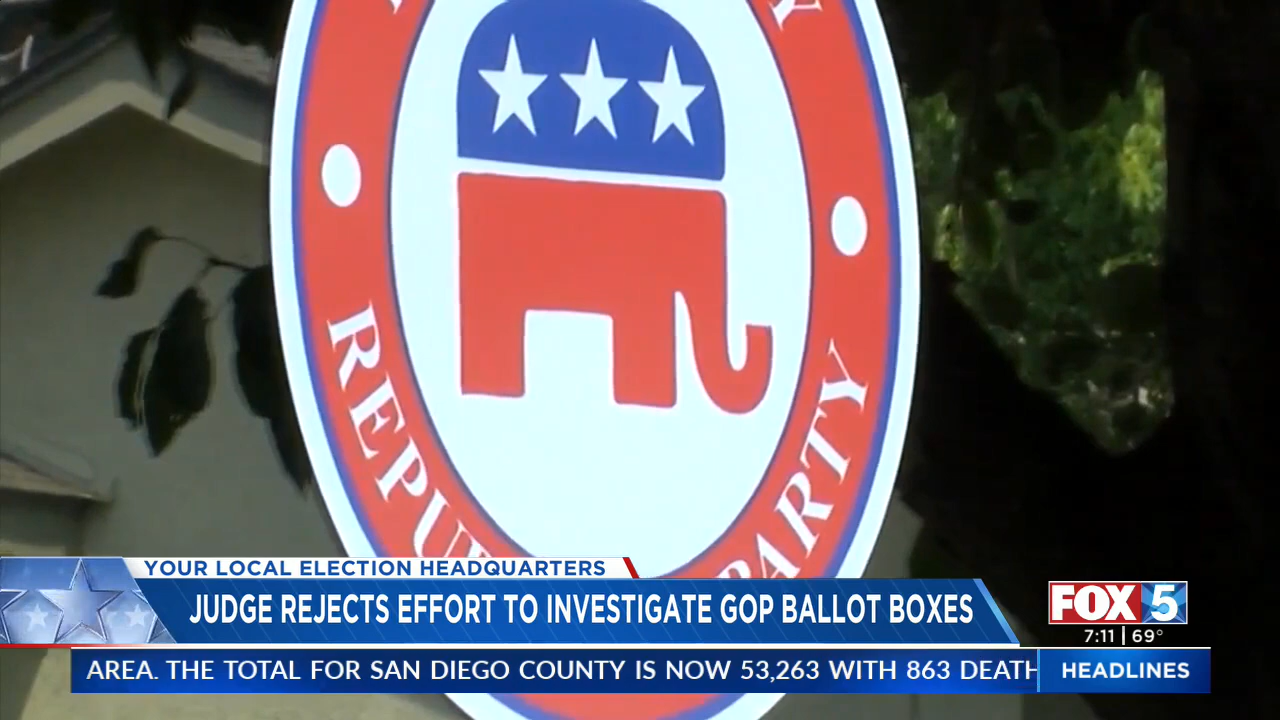 Y
REPU
PARTY
YOUR LOCAL ELECTION HEADQUARTERS
JUDGE REJECTS EFFORT TO INVESTIGATE GOP BALLOT BOXES
FOX 5
7:11 | 69°
AREA. THE TOTAL FOR SAN DIEGO COUNTY IS NOW 53,263 WITH 863 DEATH
HEADLINES